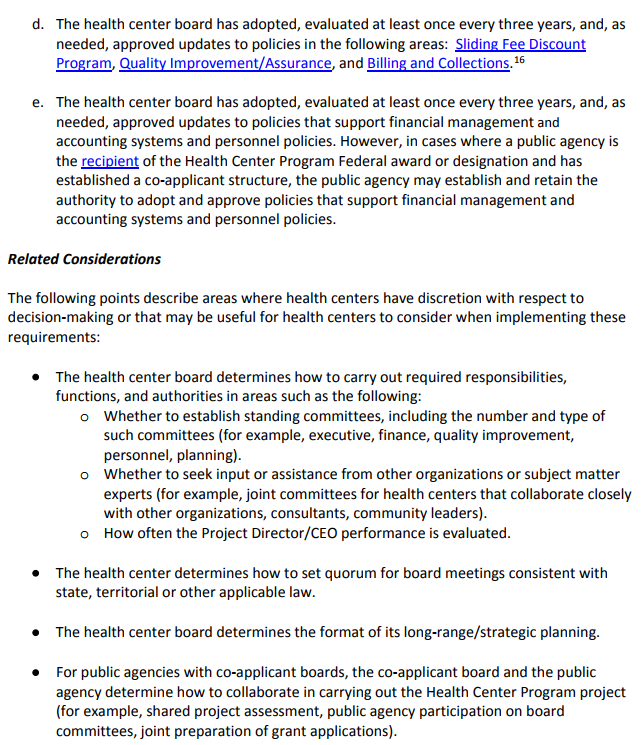 d. The health center board has adopted, evaluated at least once every three years, and, as
needed, approved updates to policies in the following areas: Sliding Fee Discount
Program, Quality Improvement/Assurance, and Billing and Collections.16
e. The health center board has adopted, evaluated at least once every three years, and, as
needed, approved updates to policies that support financial management and
accounting systems and personnel policies. However, in cases where a public agency is
the recipient of the Health Center Program Federal award or designation and has
established a co-applicant structure, the public agency may establish and retain the
authority to adopt and approve policies that support financial management and
accounting systems and personnel policies.
Related Considerations
The following points describe areas where health centers have discretion with respect to
decision-making or that may be useful for health centers to consider when implementing these
requirements:
● The health center board determines how to carry out required responsibilities,
functions, and authorities in areas such as the following:
o Whether to establish standing committees, including the number and type of
such committees (for example, executive, finance, quality improvement,
personnel, planning).
o Whether to seek input or assistance from other organizations or subject matter
experts (for example, joint committees for health centers that collaborate closely
with other organizations, consultants, community leaders).
o How often the Project Director/CEO performance is evaluated.
● The health center determines how to set quorum for board meetings consistent with
state, territorial or other applicable law.
● The health center board determines the format of its long-range/strategic planning.
● For public agencies with co-applicant boards, the co-applicant board and the public
agency determine how to collaborate in carrying out the Health Center Program project
(for example, shared project assessment, public agency participation on board
committees, joint preparation of grant applications).